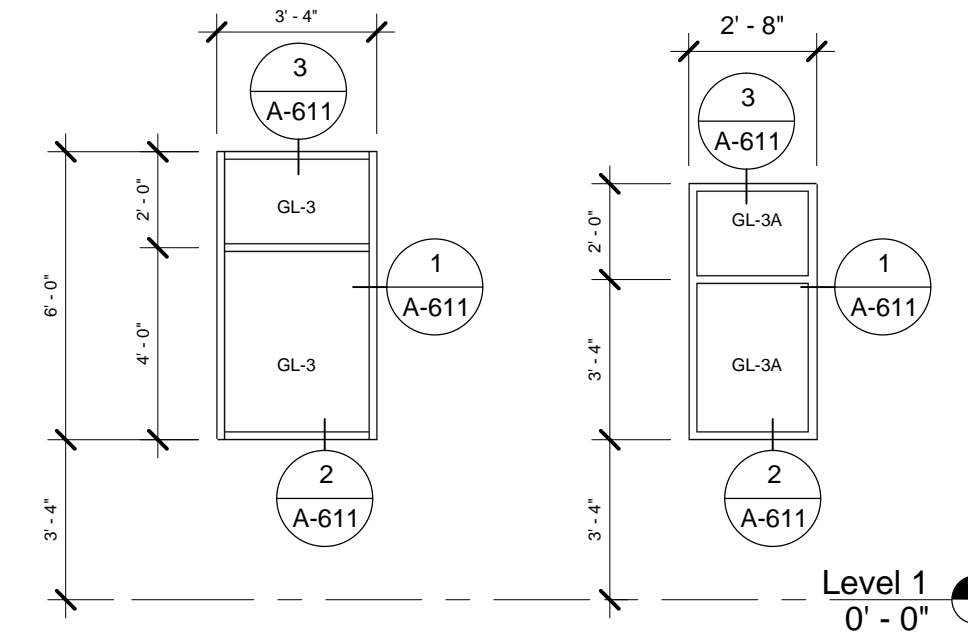 3' - 4"
3
A-611
GL-3
2' - 0"
6' - 0"
4' - 0"
1
A-611
GL-3
2
A-611
3' - 4"
2' - 8"
3
A-611
GL-3A
2' - 0"
1
A-611
3' - 4"
GL-3A
2
A-611
3' - 4"
Level 1
0' - 0"